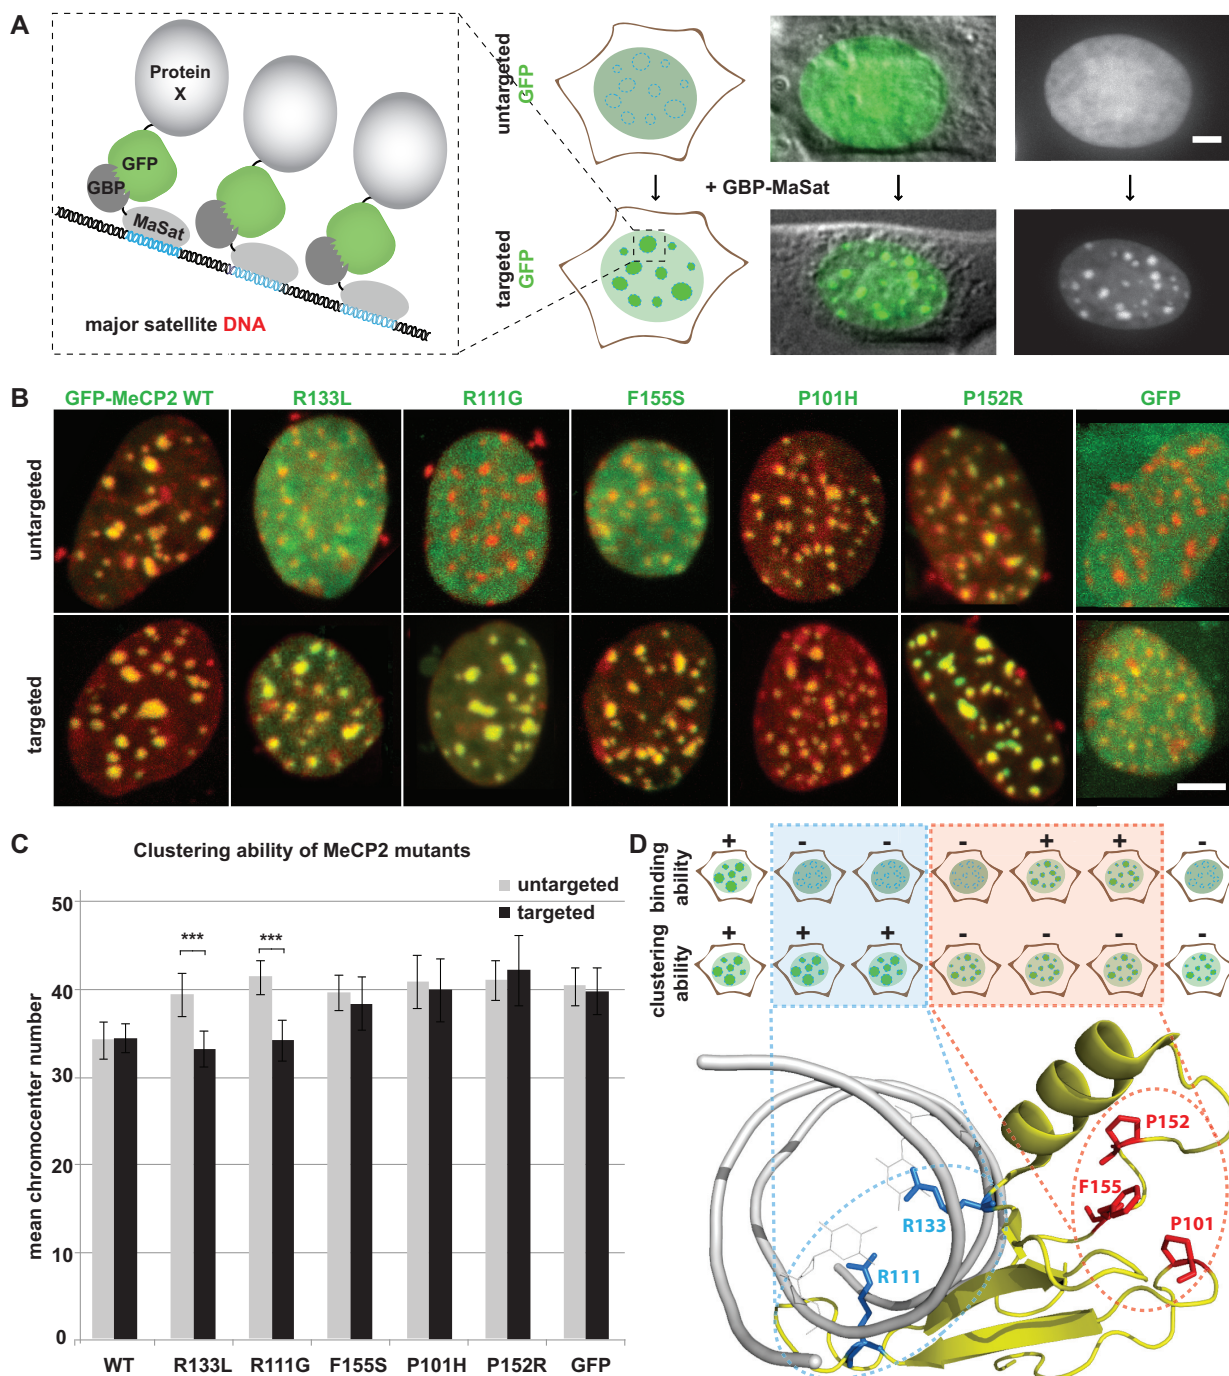 A
Protein
X
GFP
GBP
MaSat
major satellite DNA
untargeted
GFP
+ GBP-MaSat
targeted
GFP
B
GFP-MeCP2 WT R133L R111G F155S P101H P152R GFP
untargeted
targeted
C
Clustering ability of MeCP2 mutants
untargeted
targeted
mean chromocenter number
50
40
30
20
10
0
*** ***
WT R133L R111G F155S P101H P152R GFP
D
binding
ability
+ - - - + + -
clustering
ability
+ + + - - - -
P152
F155
P101
R133
R111